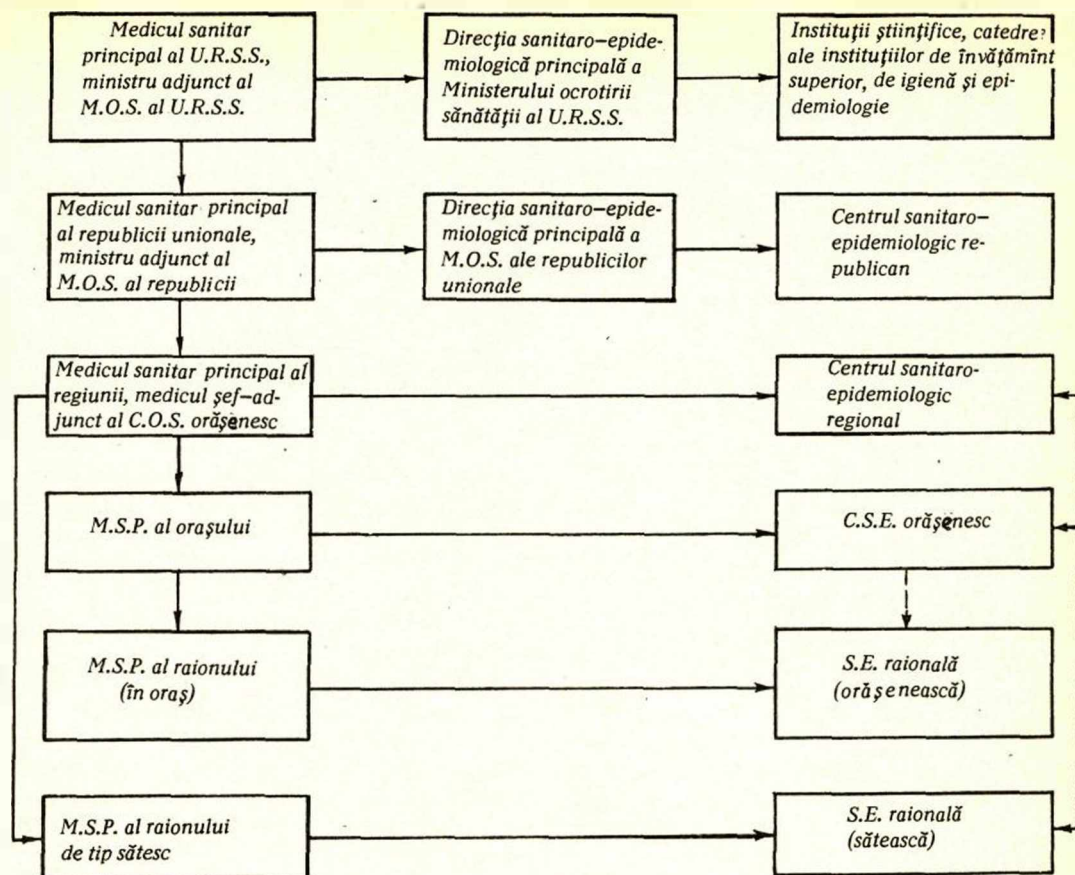 Medicul sanitar
principal al U.R.S.S.,
ministru adjunct al
M.O.S. al U.R.S.S.
Direcţia sanitaro–epide-
miologică principală a
Ministerului ocrotirii
sănătăţii al U.R.S.S.
Instituţii ştiinţifice, catedre
ale instituţiilor de învăţămînt
superior, de igienă şi epi-
demiologie
Medicul sanitar principal
al republicii unionale,
ministru adjunct al
M.O.S. al republicii
Direcţia sanitaro–epide-
miologică principală a
M.O.S. ale republicilor
unionale
Centrul sanitaro–
epidemiologic re-
publican
Medicul sanitar principal al
regiunii, medicul şef–ad-
junct al C.O.S. orăşenesc
Centrul sanitaro-
epidemiologic
regional
M.S.P. al oraşului
C.S.E. orăşenesc
M.S.P. al raionului
(în oraş)
S.E. raională
(orăşenească)
M.S.P. al raionului
de tip sătesc
S.E. raională
(sătească)